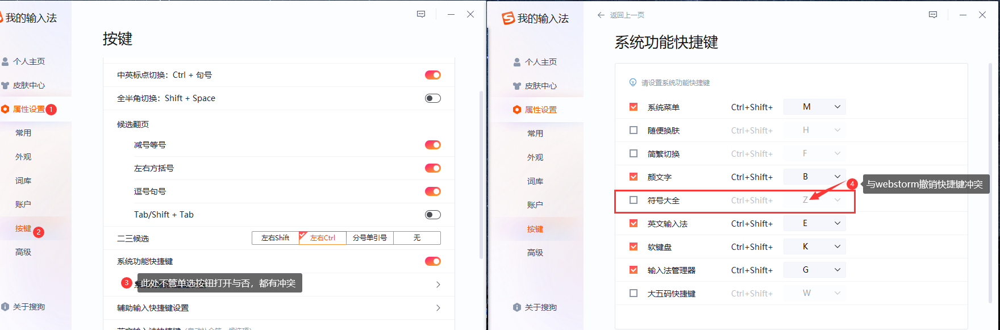 我的输入法
按键
个人主页
皮肤中心
属性设置 1
常用
外观
词库
账户
按键 2
高级
关于搜狗
中英标点切换：Ctrl + 句号
全半角切换：Shift + Space
候选翻页
减号等号
左右方括号
逗号句号
Tab/Shift + Tab
二三候选 左右Shift 左右Ctrl 分号单引号 无
系统功能快捷键
3 此处不管单选按钮打开与否，都有冲突
辅助输入快捷键设置
S 我的输入法
返回上一页
系统功能快捷键
个人主页
皮肤中心
属性设置
常用
外观
词库
账户
按键
高级
关于搜狗
请设置系统功能快捷键
系统菜单 Ctrl+Shift+ M
随便换肤 Ctrl+Shift+ H
简繁切换 Ctrl+Shift+ F
颜文字 Ctrl+Shift+ B
4 与webstorm撤销快捷键冲突
符号大全 Ctrl+Shift+ Z
英文输入法 Ctrl+Shift+ E
软键盘 Ctrl+Shift+ K
输入法管理器 Ctrl+Shift+ G
大五码快捷键 Ctrl+Shift+ W